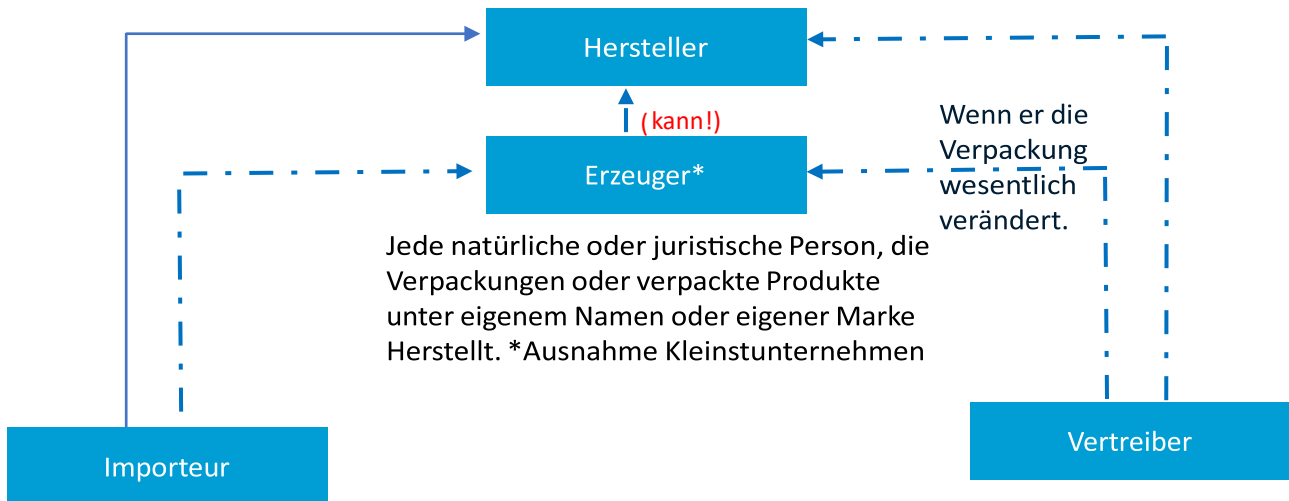 Hersteller
(kann!)
Erzeuger*
Wenn er die
Verpackung
wesentlich
verändert.
Jede natürliche oder juristische Person, die
Verpackungen oder verpackte Produkte
unter eigenem Namen oder eigener Marke
Herstellt. *Ausnahme Kleinstunternehmen
Importeur
Vertreiber